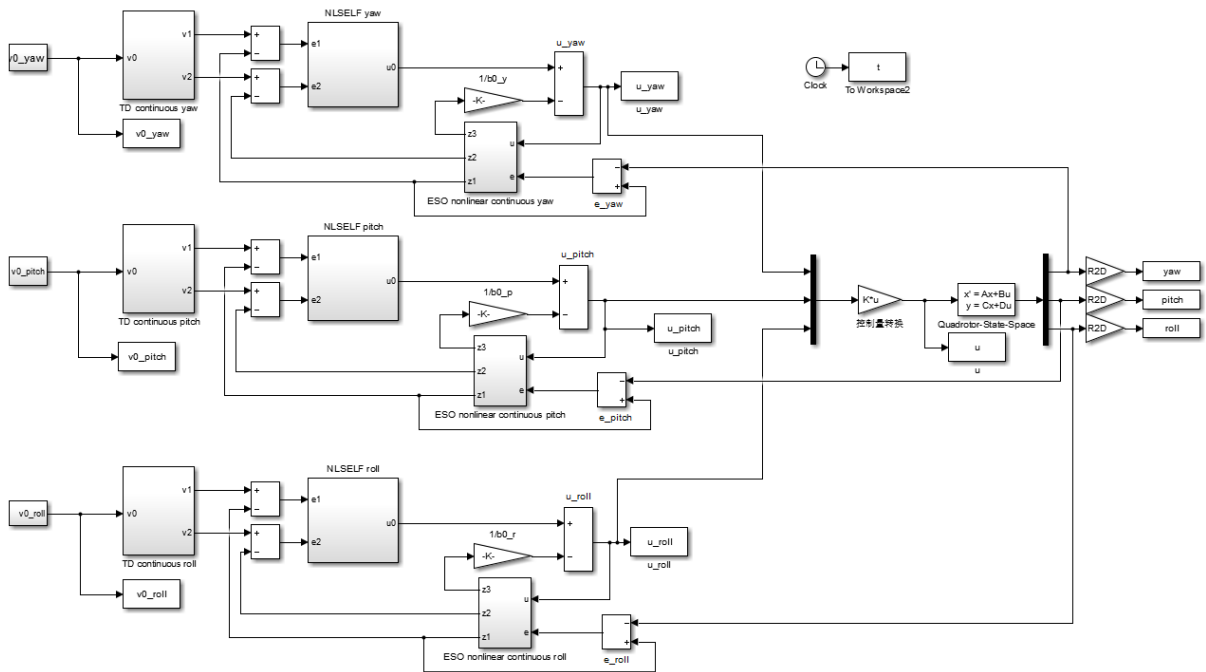 NLSELF yaw
v0_yaw
v0
v1
v2
TD continuous yaw
v0_yaw
+
−
+
−
e1
e2
u0
u_yaw
+
−
1/b0_y
-K-
z3
z2
z1
u
e
ESO nonlinear continuous yaw
u_yaw
u_yaw
−
+
e_yaw
Clock
t
To Workspace2
NLSELF pitch
v0_pitch
v0
v1
v2
TD continuous pitch
v0_pitch
+
−
+
−
e1
e2
u0
u_pitch
+
−
1/b0_p
-K-
z3
z2
z1
u
e
ESO nonlinear continuous pitch
u_pitch
u_pitch
−
+
e_pitch
K*u
控制量转换
x' = Ax+Bu
y = Cx+Du
Quadrotor-State-Space
u
u
R2D
yaw
R2D
pitch
R2D
roll
NLSELF roll
v0_roll
v0
v1
v2
TD continuous roll
v0_roll
+
−
+
−
e1
e2
u0
u_roll
+
−
1/b0_r
-K-
z3
z2
z1
u
e
ESO nonlinear continuous roll
u_roll
u_roll
−
+
e_roll